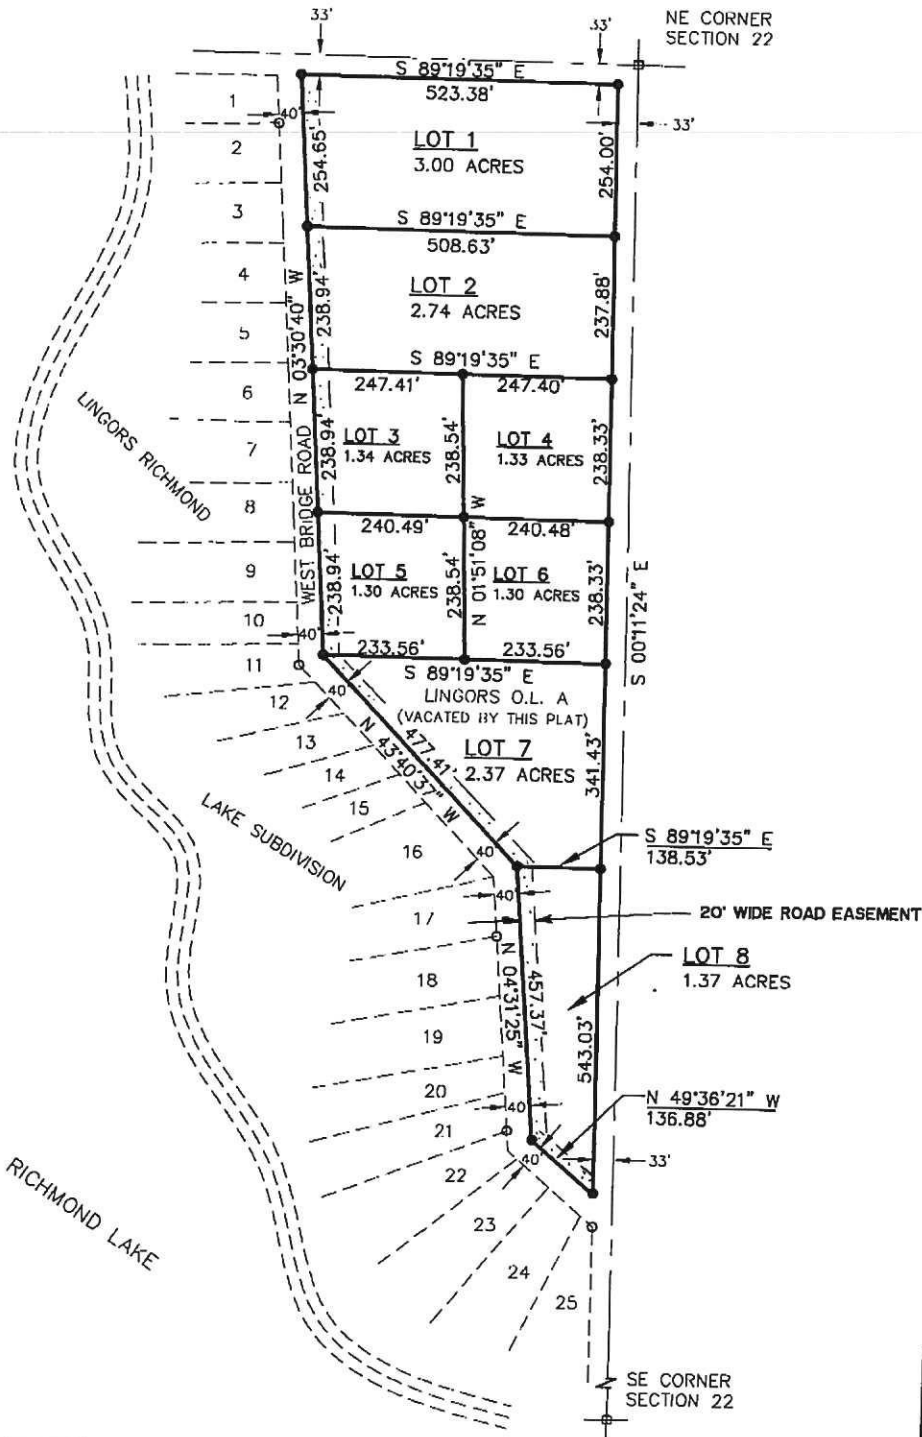 33'
33'
NE CORNER
SECTION 22
S 89°19'35" E
523.38'
33'
1
40'
254.65'
LOT 1
3.00 ACRES
254.00'
2
3
S 89°19'35" E
508.63'
4
5
N 03°30'40" W
238.94'
LOT 2
2.74 ACRES
237.88'
S 89°19'35" E
247.41'
247.40'
6
7
8
LINGORS RICHMOND
WEST BRIDGE ROAD
238.94'
LOT 3
1.34 ACRES
238.54'
LOT 4
1.33 ACRES
238.33'
240.49'
240.48'
9
10
11
238.94'
LOT 5
1.30 ACRES
238.54'
N 01°51'08" W
LOT 6
1.30 ACRES
238.33'
S 00°11'24" E
40'
233.56'
233.56'
S 89°19'35" E
LINGORS O.L. A
(VACATED BY THIS PLAT)
40'
12
13
14
15
16
N 43°40'37" W
477.41'
LOT 7
2.37 ACRES
341.43'
LAKE SUBDIVISION
S 89°19'35" E
138.53'
40'
40'
17
20' WIDE ROAD EASEMENT
18
19
20
21
N 04°31'25" W
457.37'
LOT 8
1.37 ACRES
543.03'
N 49°36'21" W
136.88'
40'
40'
33'
22
23
24
25
RICHMOND LAKE
SE CORNER
SECTION 22